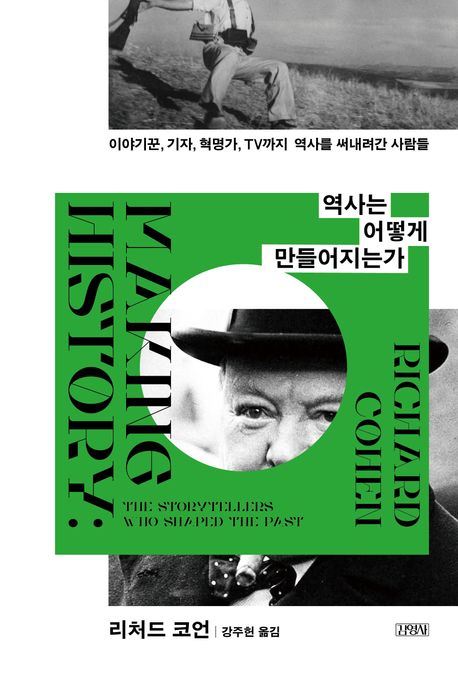 이야기꾼, 기자, 혁명가, TV까지 역사를 써내려간 사람들
역사는
어떻게
만들어지는가
MAKING
HISTORY:
RICHARD
COHEN
THE STORYTELLERS
WHO SHAPED THE PAST
리처드 코언 | 강주헌 옮김
김영사